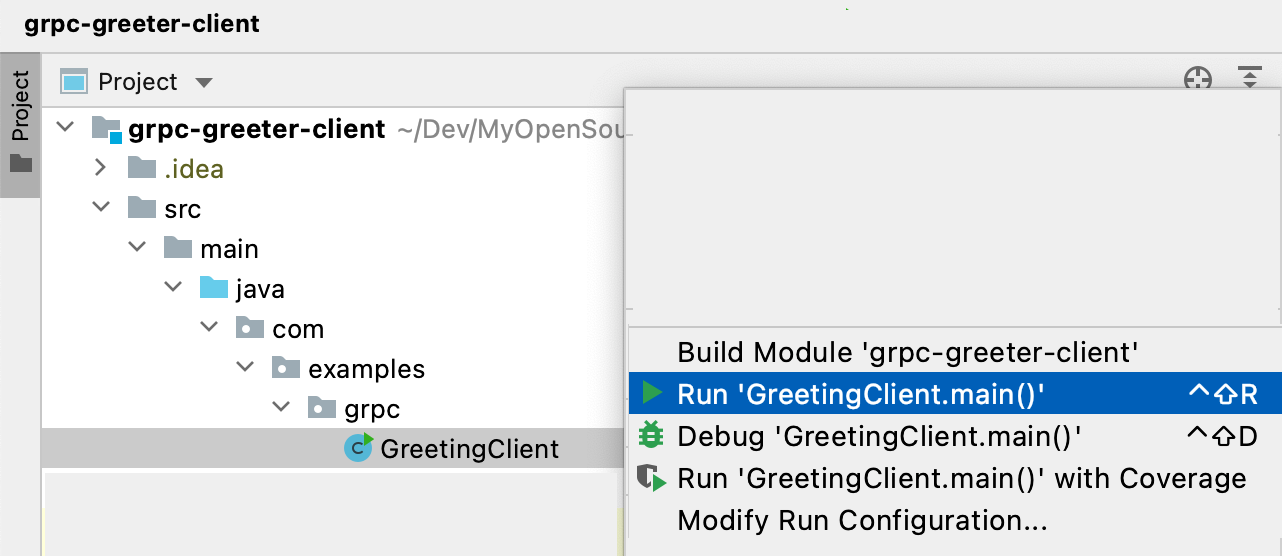 grpc-greeter-client
Project
Project
grpc-greeter-client ~/Dev/MyOpenSou
.idea
src
main
java
com
examples
grpc
C GreetingClient
Build Module 'grpc-greeter-client'
Run 'GreetingClient.main()' ^⇧R
Debug 'GreetingClient.main()' ^⇧D
Run 'GreetingClient.main()' with Coverage
Modify Run Configuration...